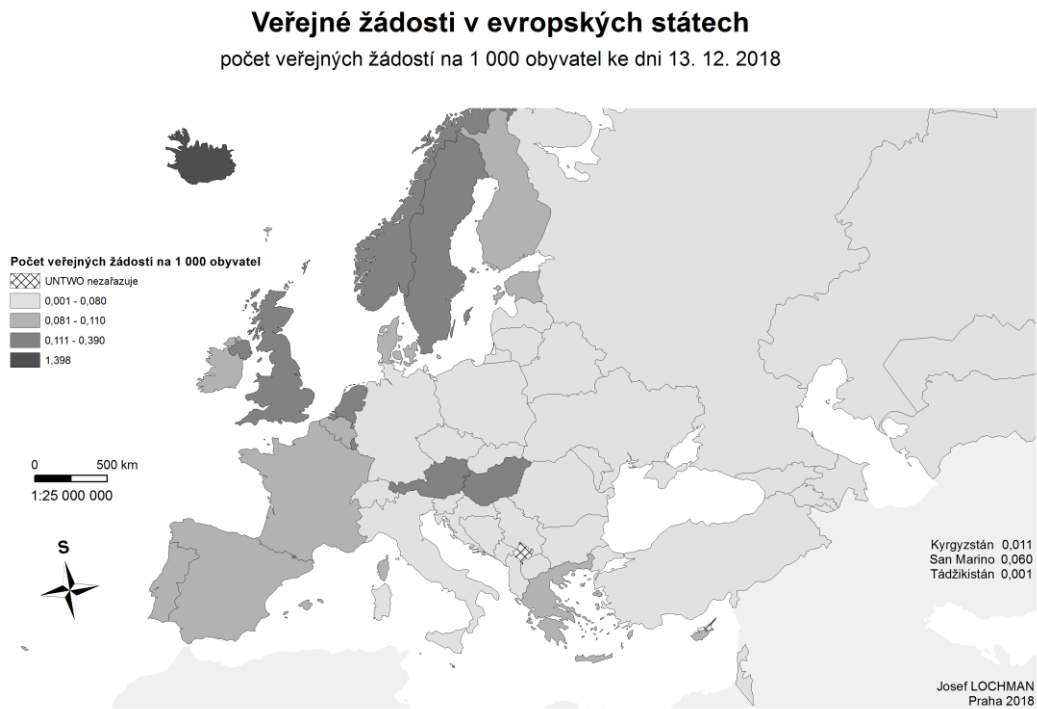 Veřejné žádosti v evropských státech
počet veřejných žádostí na 1 000 obyvatel ke dni 13. 12. 2018
Počet veřejných žádosti na 1 000 obyvatel
UNTWO nezařazuje
0,001 - 0,080
0,081 - 0,110
0,111 - 0,390
1,398
0 500 km
1:25 000 000
S
Kyrgyzstán 0,011
San Marino 0,060
Tádžikistán 0,001
Josef LOCHMAN
Praha 2018